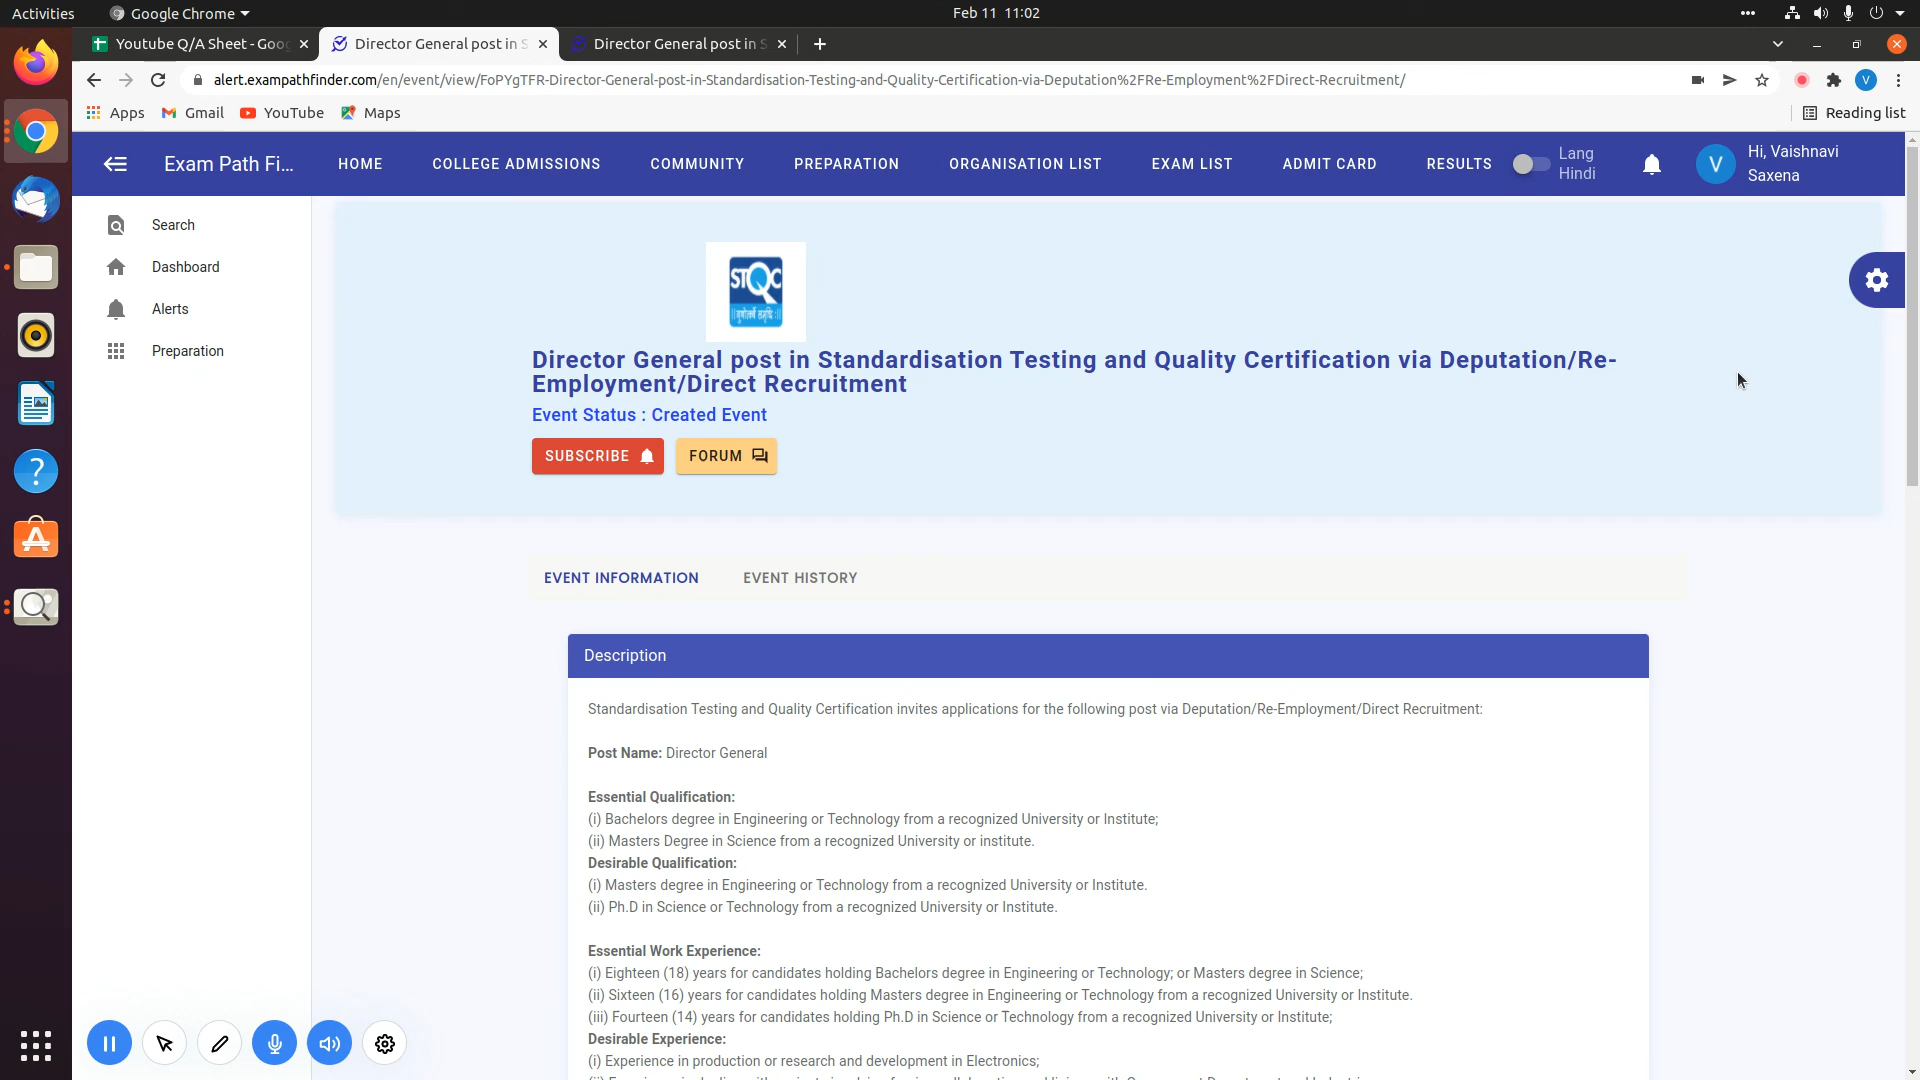 Activities
Google Chrome
Feb 11 11:02
Youtube Q/A Sheet - Goog
Director General post in S
Director General post in S
alert.exampathfinder.com/en/event/view/FoPYgTFR-Director-General-post-in-Standardisation-Testing-and-Quality-Certification-via-Deputation%2FRe-Employment%2FDirect-Recruitment/
V
Apps
Gmail
YouTube
Maps
Reading list
Exam Path Fi...
HOME
COLLEGE ADMISSIONS
COMMUNITY
PREPARATION
ORGANISATION LIST
EXAM LIST
ADMIT CARD
RESULTS
Lang
Hindi
V
Hi, Vaishnavi
Saxena
Search
Dashboard
Alerts
Preparation
STQC
Director General post in Standardisation Testing and Quality Certification via Deputation/Re-
Employment/Direct Recruitment
Event Status : Created Event
SUBSCRIBE
FORUM
EVENT INFORMATION
EVENT HISTORY
Description
Standardisation Testing and Quality Certification invites applications for the following post via Deputation/Re-Employment/Direct Recruitment:
Post Name: Director General
Essential Qualification:
(i) Bachelors degree in Engineering or Technology from a recognized University or Institute;
(ii) Masters Degree in Science from a recognized University or institute.
Desirable Qualification:
(i) Masters degree in Engineering or Technology from a recognized University or Institute.
(ii) Ph.D in Science or Technology from a recognized University or Institute.
Essential Work Experience:
(i) Eighteen (18) years for candidates holding Bachelors degree in Engineering or Technology; or Masters degree in Science;
(ii) Sixteen (16) years for candidates holding Masters degree in Engineering or Technology from a recognized University or Institute.
(iii) Fourteen (14) years for candidates holding Ph.D in Science or Technology from a recognized University or Institute;
Desirable Experience:
(i) Experience in production or research and development in Electronics;